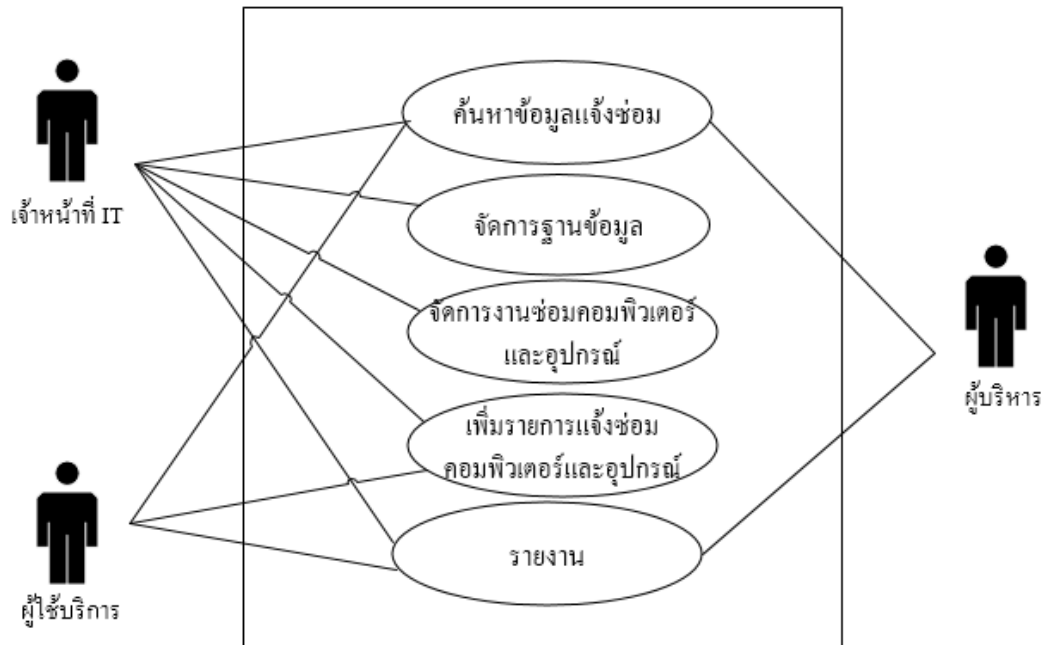 ค้นหาข้อมูลแจ้งซ่อม
เจ้าหน้าที่ IT
จัดการฐานข้อมูล
จัดการงานซ่อมคอมพิวเตอร์
และอุปกรณ์
ผู้บริหาร
เพิ่มรายการแจ้งซ่อม
คอมพิวเตอร์และอุปกรณ์
รายงาน
ผู้ใช้บริการ